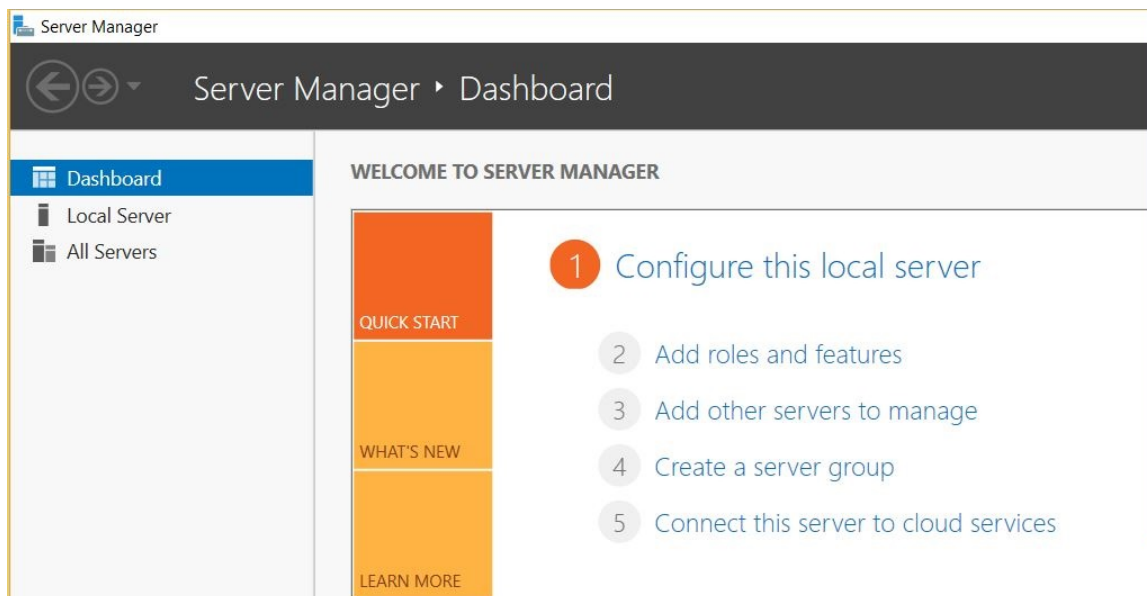 Server Manager
Server Manager ‣ Dashboard
Dashboard
Local Server
All Servers
WELCOME TO SERVER MANAGER
QUICK START
WHAT'S NEW
LEARN MORE
1 Configure this local server
2 Add roles and features
3 Add other servers to manage
4 Create a server group
5 Connect this server to cloud services